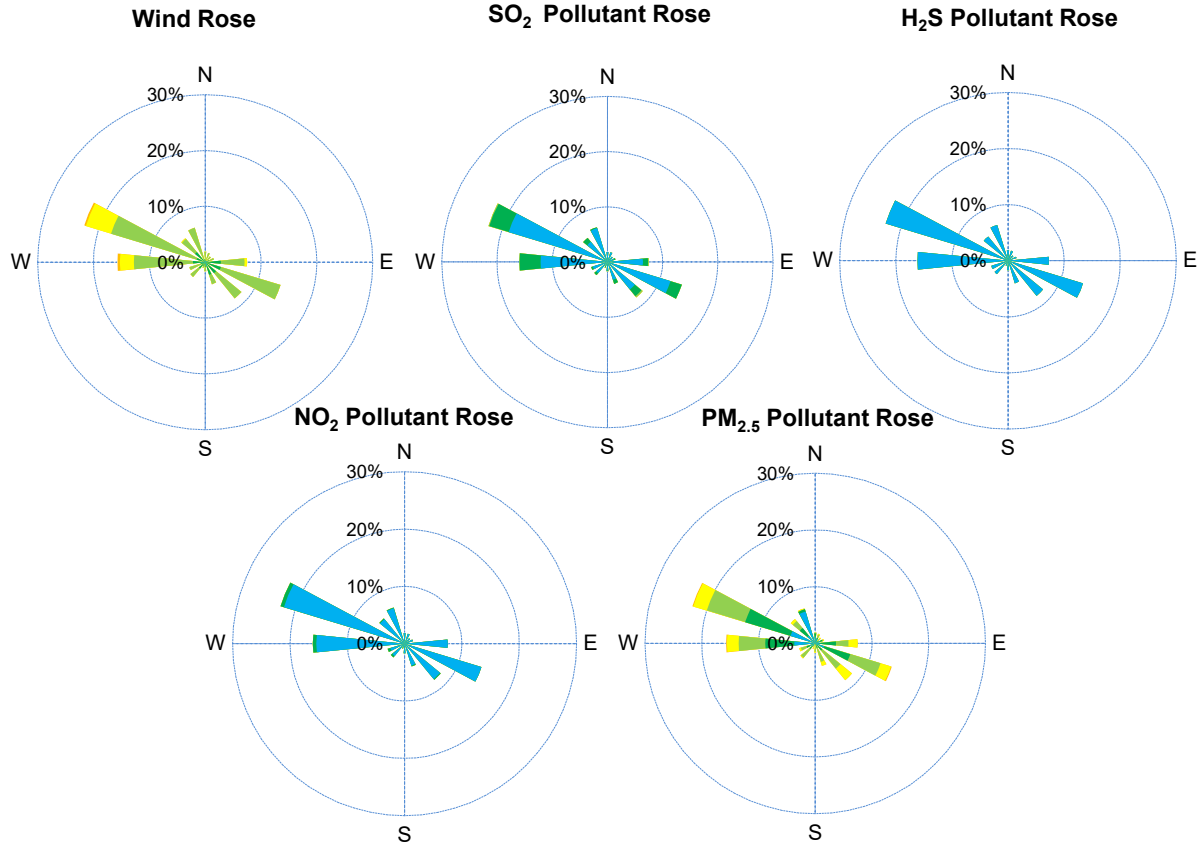 Wind Rose
N
30%
20%
10%
0%
W
E
S
SO₂ Pollutant Rose
N
30%
20%
10%
0%
W
E
S
H₂S Pollutant Rose
N
30%
20%
10%
0%
W
E
S
NO₂ Pollutant Rose
N
30%
20%
10%
0%
W
E
S
PM₂.₅ Pollutant Rose
N
30%
20%
10%
0%
W
E
S